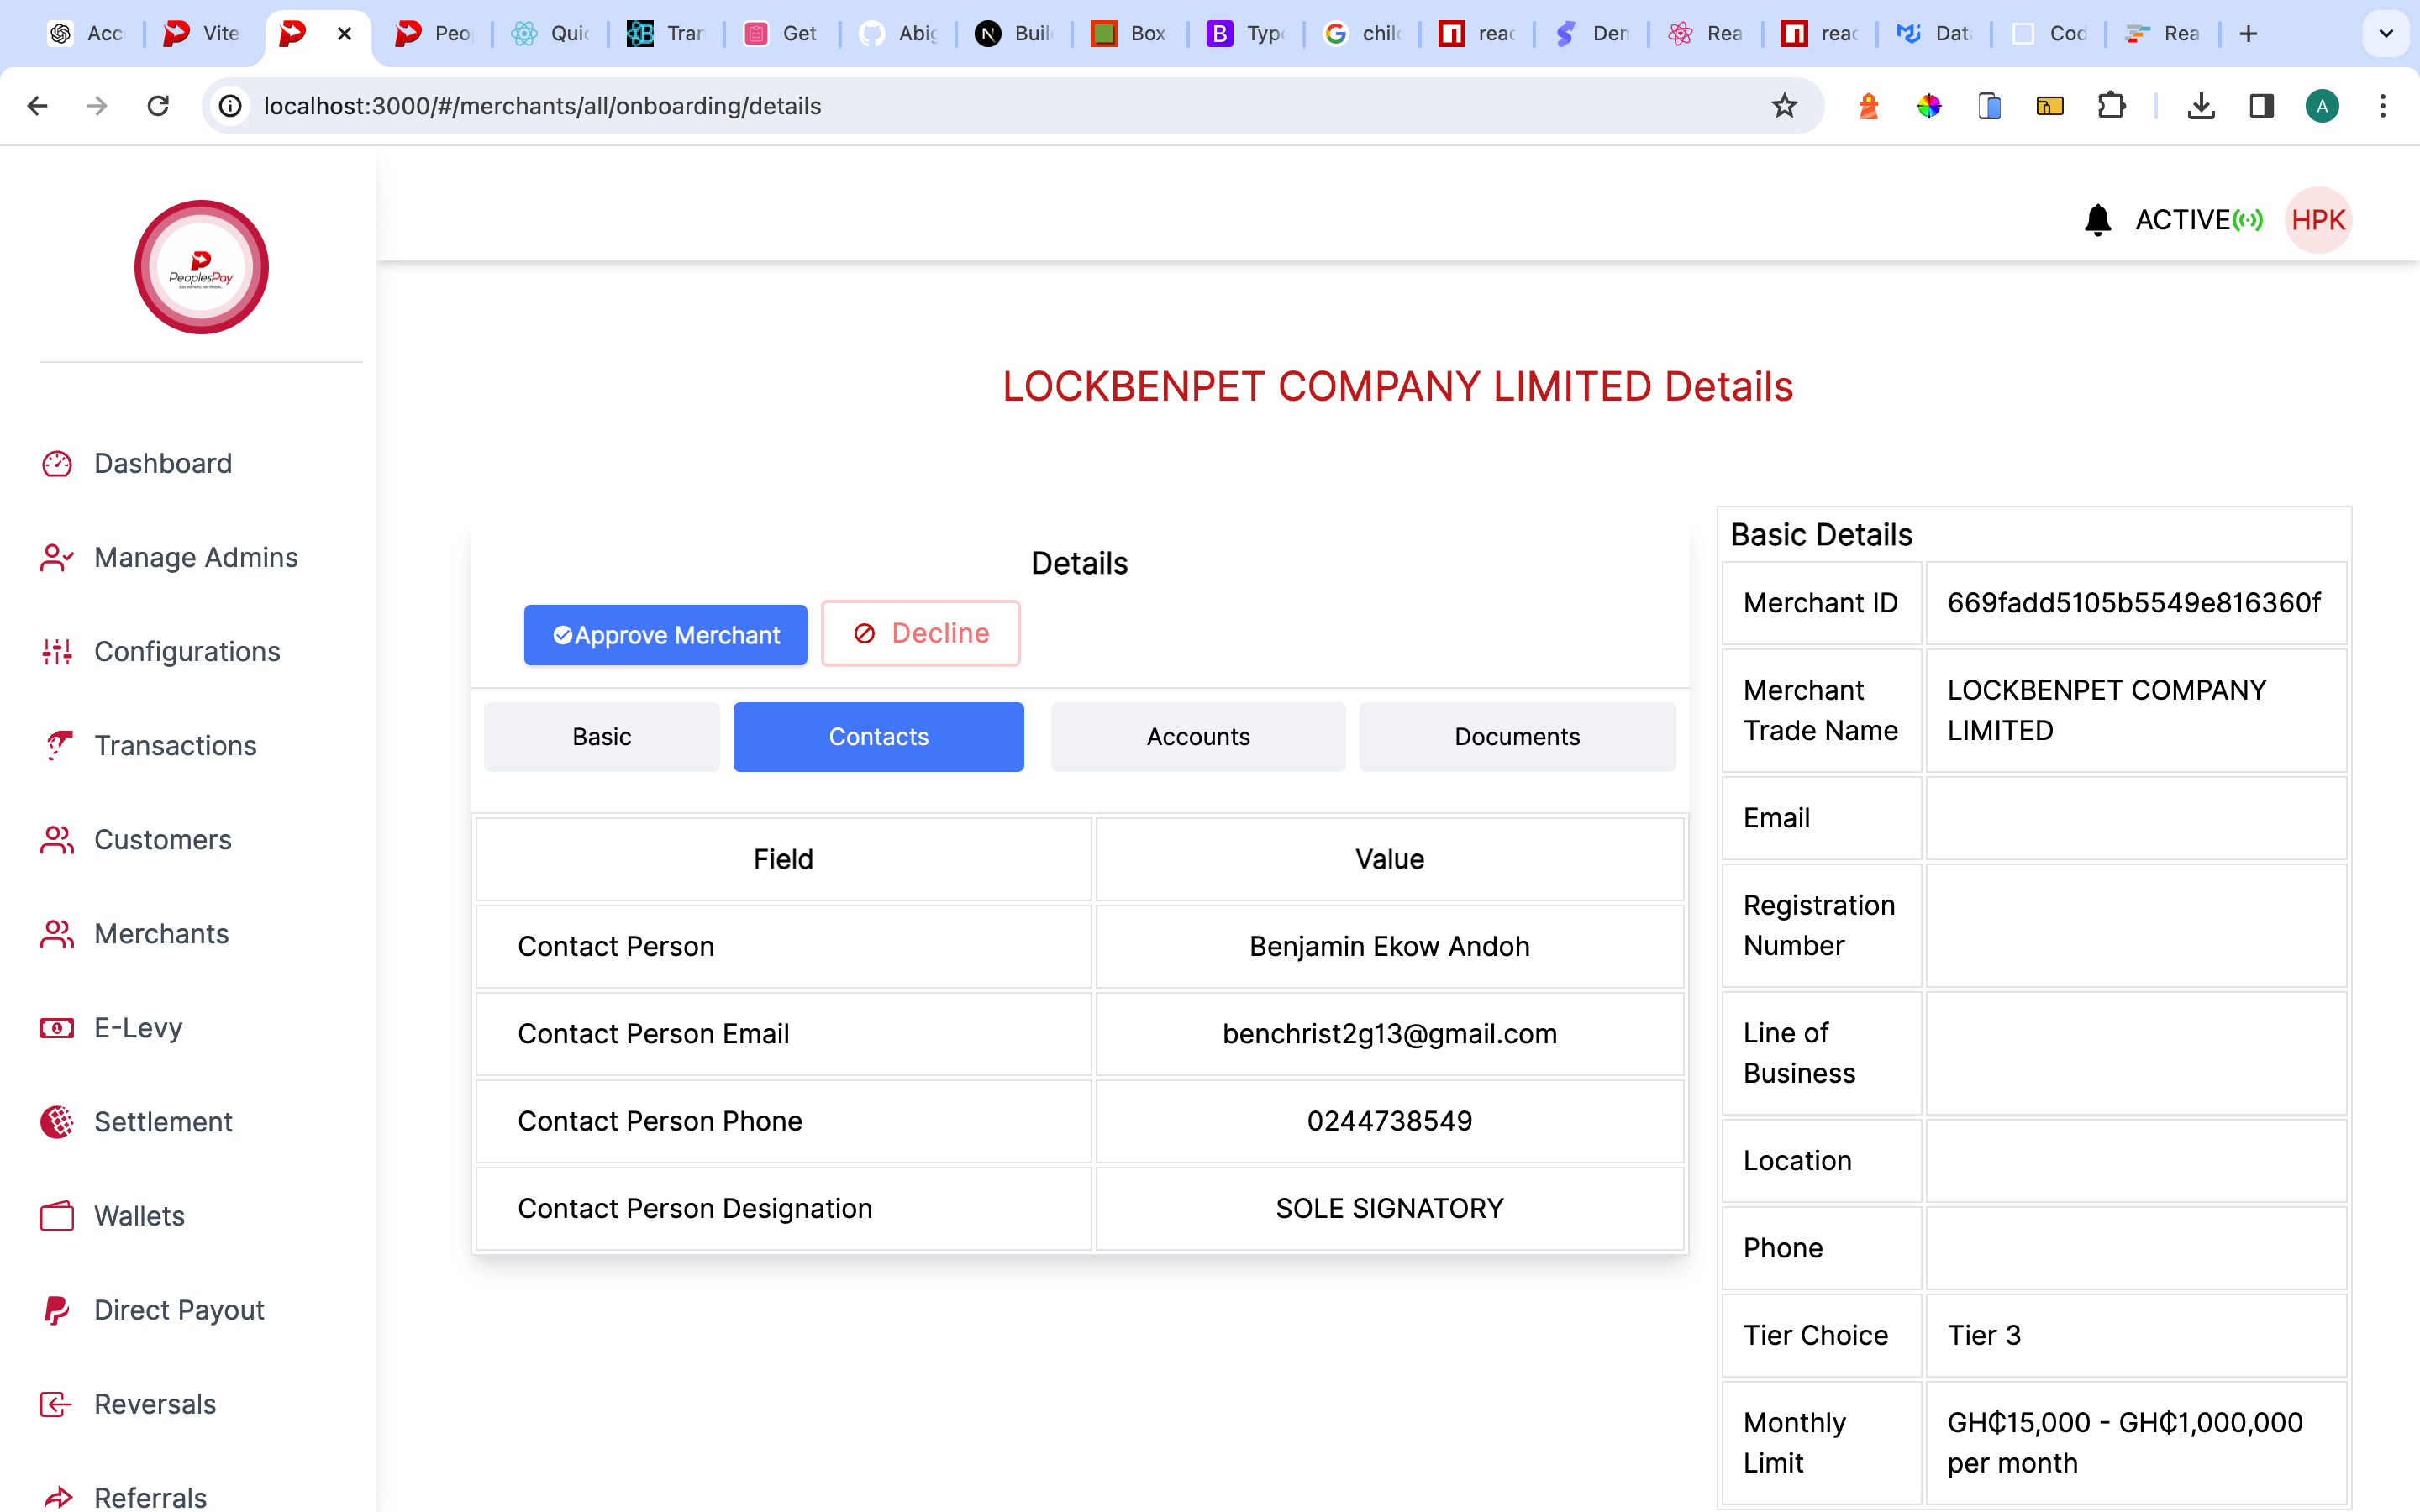 Acc
Vite
Peo
Quic
Tran
Get
Abig
Buil
Box
Typ
chil
reac
Den
Rea
reac
Data
Cod
Rea
localhost:3000/#/merchants/all/onboarding/details
A
PeoplesPay
ACTIVE
HPK
Dashboard
Manage Admins
Configurations
Transactions
Customers
Merchants
E-Levy
Settlement
Wallets
Direct Payout
Reversals
Referrals
LOCKBENPET COMPANY LIMITED Details
Details
Approve Merchant
Decline
Basic
Contacts
Accounts
Documents
Field
Value
Contact Person
Benjamin Ekow Andoh
Contact Person Email
benchrist2g13@gmail.com
Contact Person Phone
0244738549
Contact Person Designation
SOLE SIGNATORY
Basic Details
Merchant ID
669fadd5105b5549e816360f
Merchant
Trade Name
LOCKBENPET COMPANY
LIMITED
Email
Registration
Number
Line of
Business
Location
Phone
Tier Choice
Tier 3
Monthly
Limit
GH₵15,000 - GH₵1,000,000
per month